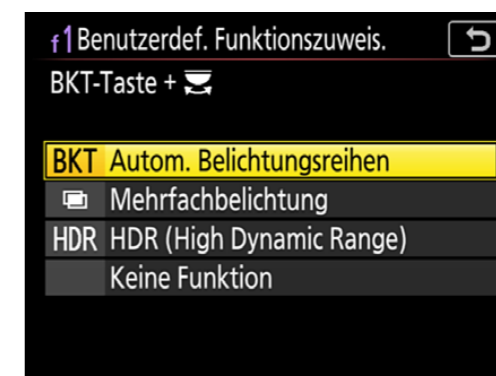 f1 Benutzerdef. Funktionszuweis.
BKT-Taste +
BKT Autom. Belichtungsreihen
Mehrfachbelichtung
HDR HDR (High Dynamic Range)
Keine Funktion